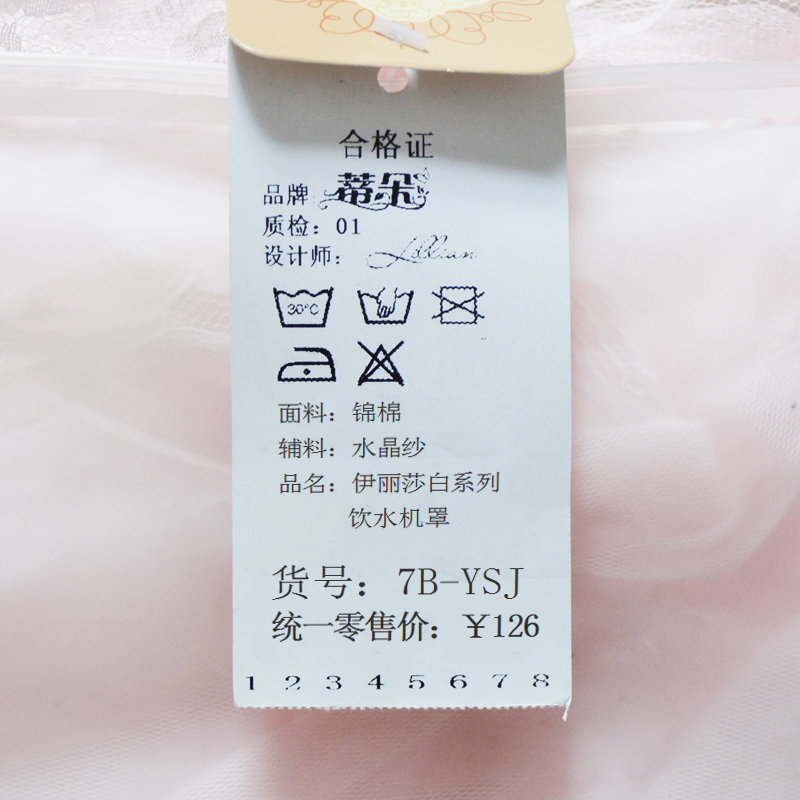 合格证
品牌 蒂朵
质检：01
设计师：Lillian
30°C
面料：锦棉
辅料：水晶纱
品名：伊丽莎白系列
饮水机罩
货号：7B-YSJ
统一零售价：￥126
1 2 3 4 5 6 7 8